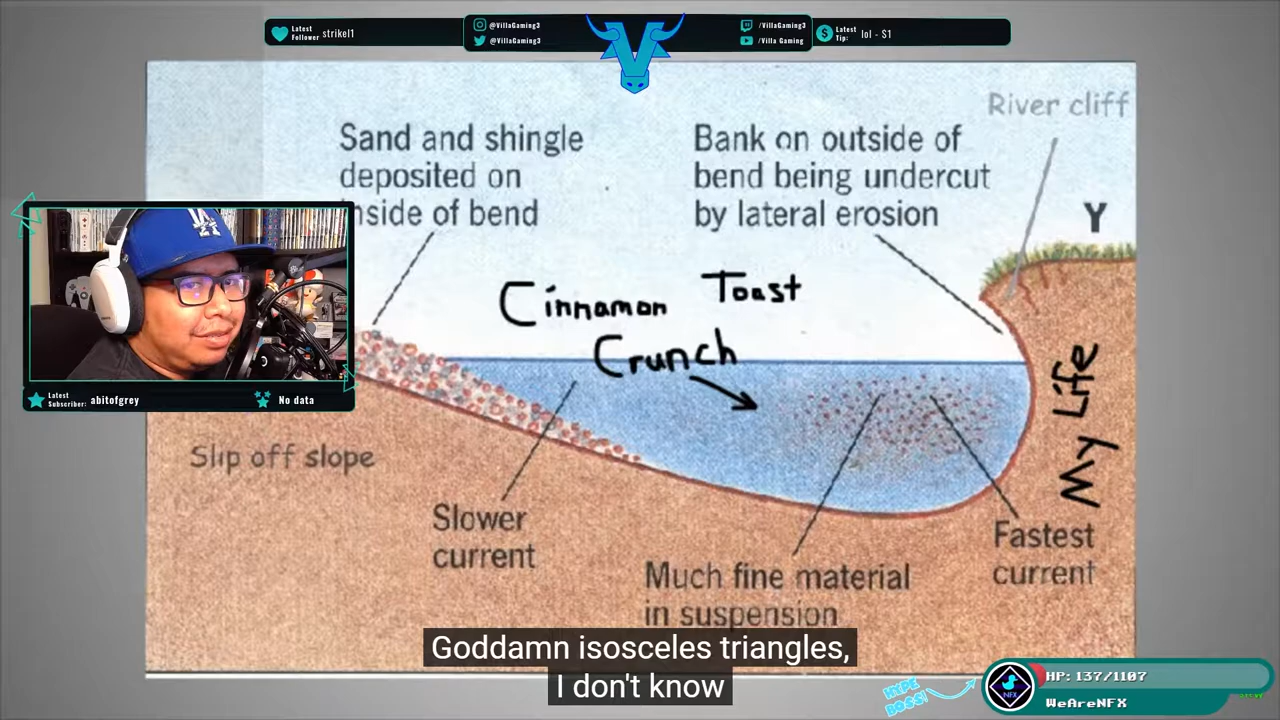 Latest
Follower
strikel1
@VillaGaming3
@VillaGaming3
/VillaGaming3
/Villa Gaming
Latest
Tip:
lol - $1
River cliff
Sand and shingle
deposited on
inside of bend
Bank on outside of
bend being undercut
by lateral erosion
Y
LA
Cinnamon Toast
Crunch
My Life
Latest
Subscriber:
abitofgrey
No data
Slip off slope
Slower
current
Much fine material
in suspension
Fastest
current
Goddamn isosceles triangles,
I don't know
HYPE
BOSS!
NFX
HP: 137/1107
WeAreNFX